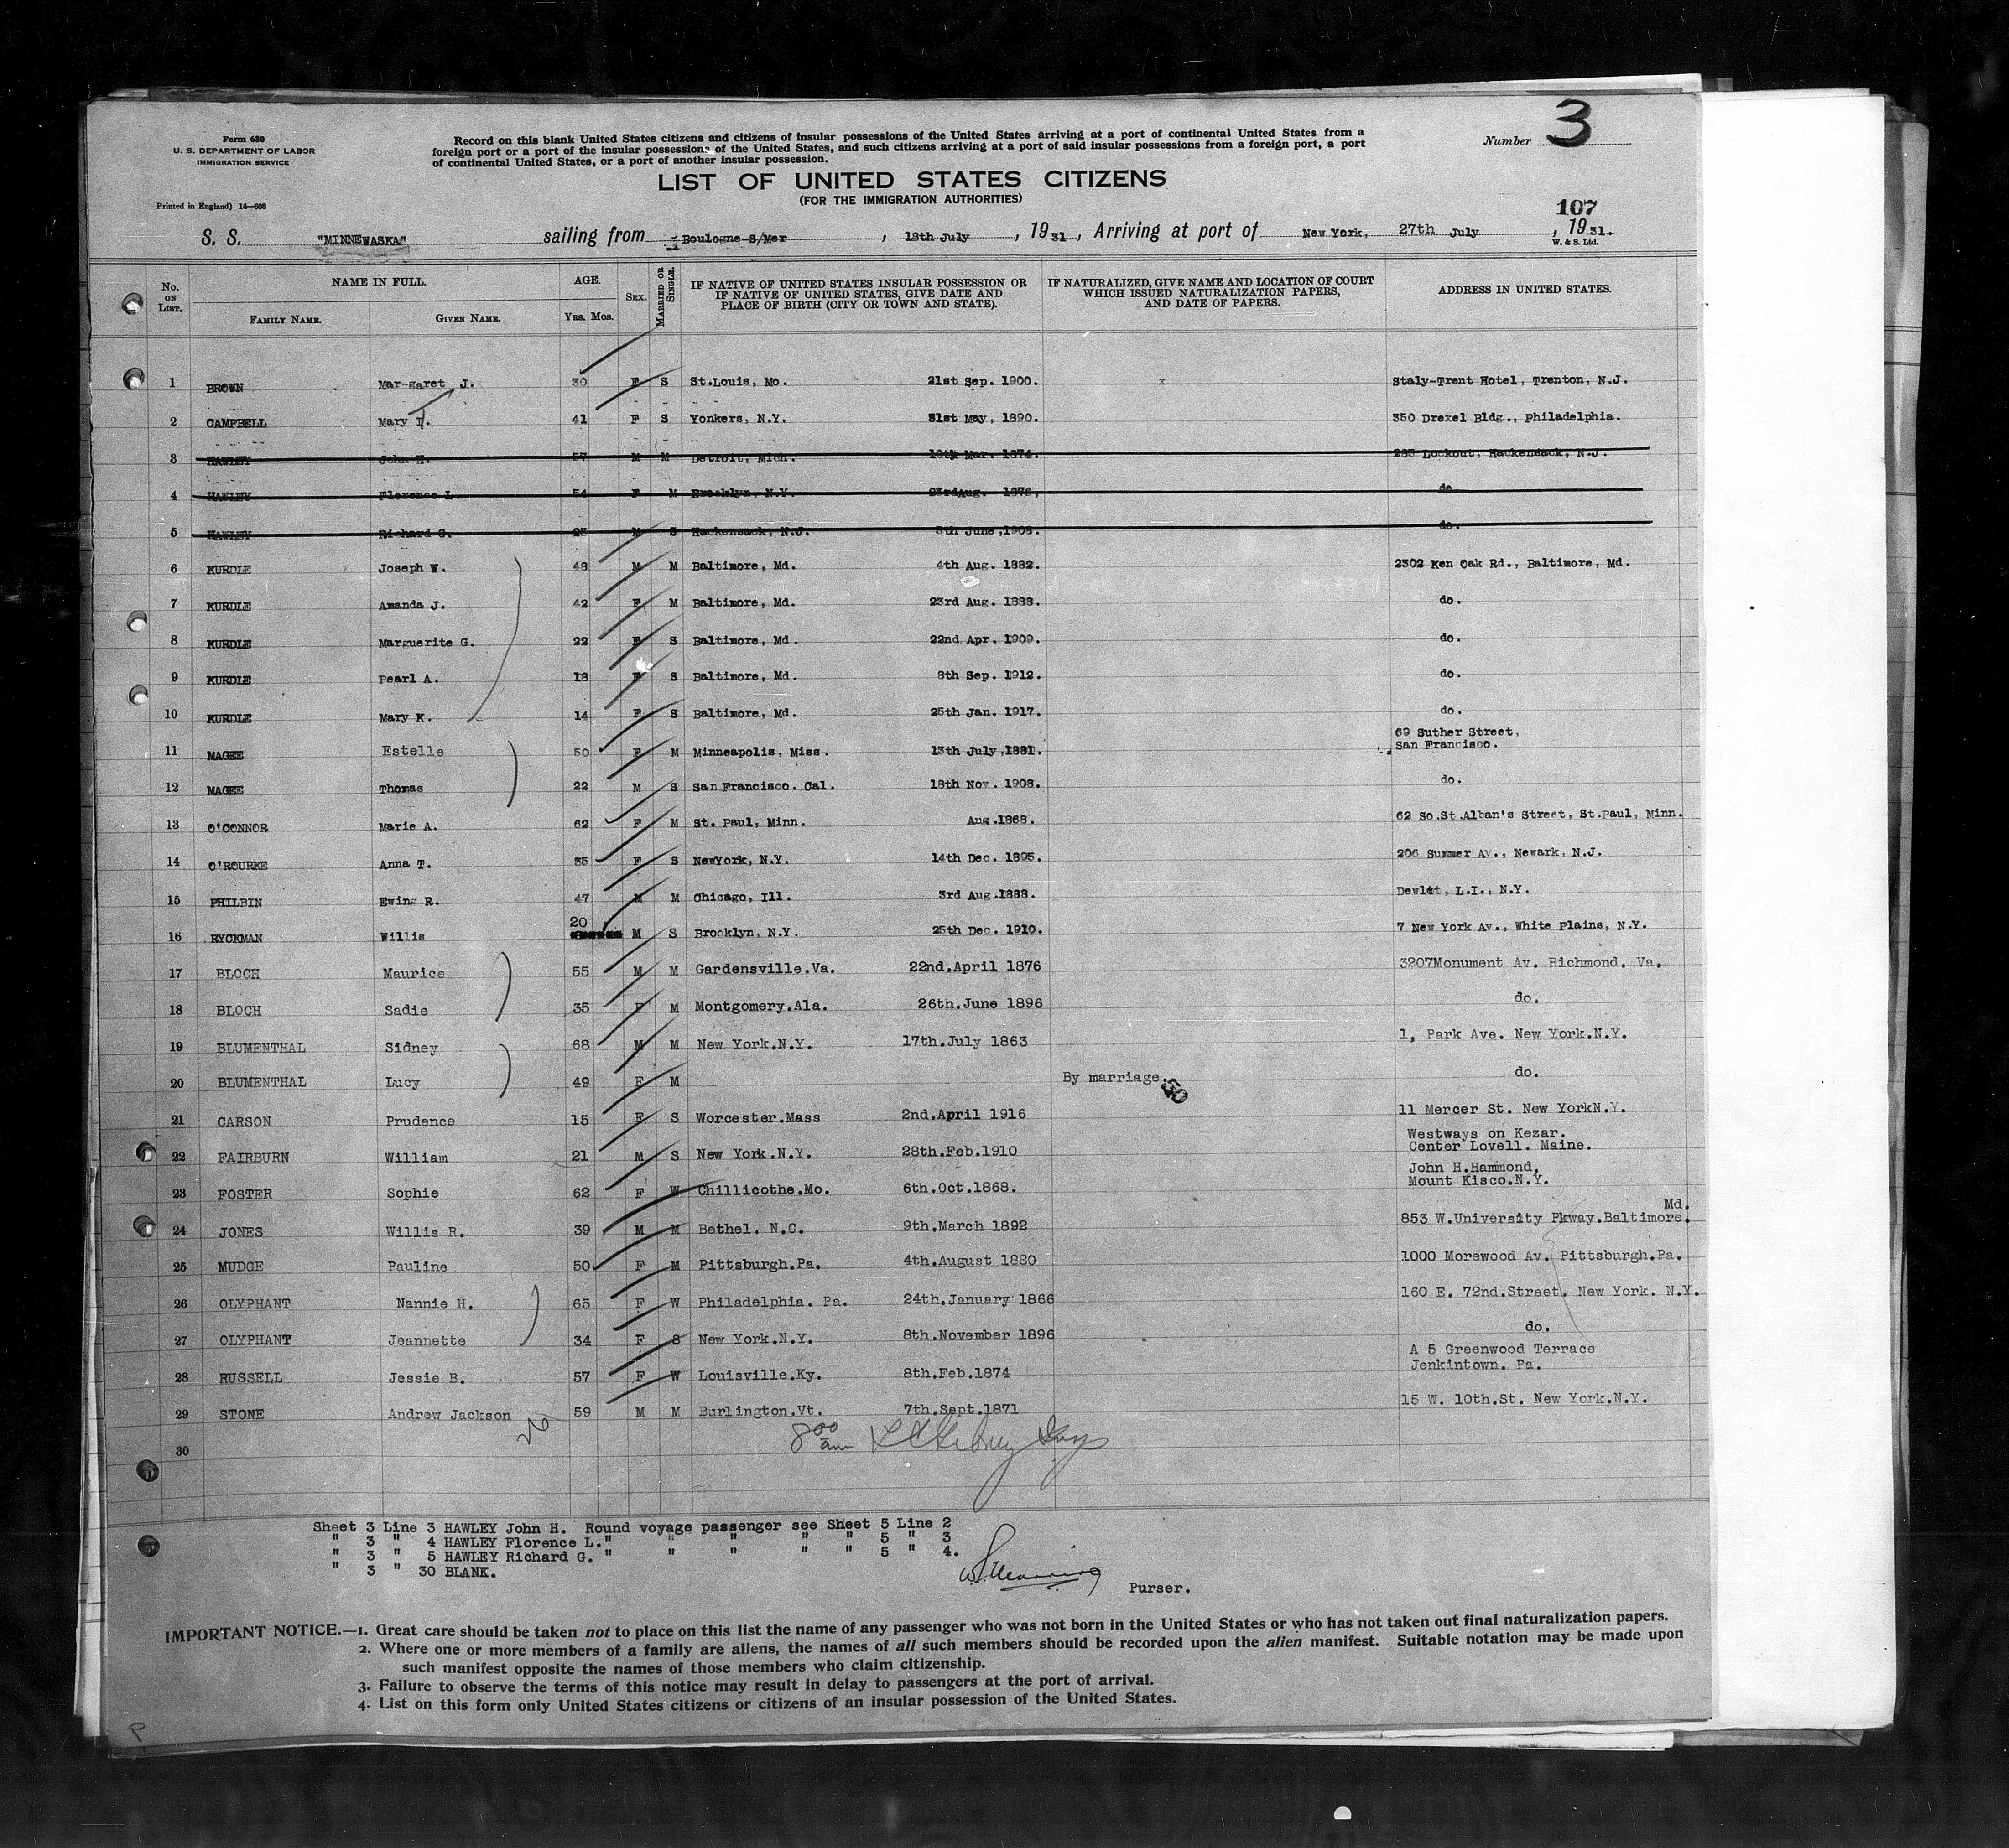 Form 630
U. S. DEPARTMENT OF LABOR
IMMIGRATION SERVICE
Printed in England) 14—608
Record on this blank United States citizens and citizens of insular possessions of the United States arriving at a port of continental United States from a
foreign port or a port of the insular possessions of the United States, and such citizens arriving at a port of said insular possessions from a foreign port, a port
of continental United States, or a port of another insular possession.
Number 3
LIST OF UNITED STATES CITIZENS
(FOR THE IMMIGRATION AUTHORITIES)
107
S. S. "MINNEWASKA" sailing from Boulogne-S/Mer, 18th July, 1931, Arriving at port of New York, 27th July, 1931.
W. & S. Ltd.
No. ON LIST. NAME IN FULL. FAMILY NAME. GIVEN NAME. AGE. YRS. MOS. SEX. MARRIED OR SINGLE. IF NATIVE OF UNITED STATES INSULAR POSSESSION OR IF NATIVE OF UNITED STATES, GIVE DATE AND PLACE OF BIRTH (CITY OR TOWN AND STATE). IF NATURALIZED, GIVE NAME AND LOCATION OF COURT WHICH ISSUED NATURALIZATION PAPERS, AND DATE OF PAPERS. ADDRESS IN UNITED STATES.
1 BROWN Mar-garet J. 30 F S St.Louis, Mo. 21st Sep. 1900. x Staly-Trent Hotel, Trenton, N.J.
2 CAMPBELL Mary I. 41 F S Yonkers, N.Y. 31st May, 1890. 350 Drexel Bldg., Philadelphia.
3 HAWLEY John H. 57 M M Detroit, Mich. Mar. 1874. Lookout, Hackensack, N.J.
4 HAWLEY Florence L. 54 F M Brooklyn, N.Y. 23rdAug. 1876, do.
5 HAWLEY Richard G. M S Hackensack, N.J. June,1908. do.
6 KURDLE Joseph W. 48 M M Baltimore, Md. 4th Aug. 1882. 2302 Ken Oak Rd., Baltimore, Md.
7 KURDLE Amanda J. 42 F M Baltimore, Md. 23rd Aug. 1888. do.
8 KURDLE Marguerite G. 22 F S Baltimore, Md. 22nd Apr. 1909. do.
9 KURDLE Pearl A. 18 F S Baltimore, Md. 8th Sep. 1912. do.
10 KURDLE Mary K. 14 F S Baltimore, Md. 25th Jan. 1917. do.
11 MAGEE Estelle 50 F M Minneapolis, Miss. 13th July,1881. 69 Suther Street,
San Francisco.
12 MAGEE Thomas 22 M S San Francisco. Cal. 18th Nov. 1908. do.
13 O'CONNOR Marie A. 62 F M St. Paul, Minn. Aug.1868. 62 So.St.Alban's Street, St.Paul, Minn.
14 O'ROURKE Anna T. 35 F S NewYork, N.Y. 14th Dec. 1895. 206 Summer Av., Newark, N.J.
15 PHILBIN Ewing R. 47 M M Chicago, Ill. 3rd Aug.1888. Dewlet, L.I., N.Y.
16 RYCKMAN Willis 20 M S Brooklyn, N.Y. 25th Dec. 1910. 7 New York Av., White Plains, N.Y.
17 BLOCH Maurice 55 M M Gardensville.Va. 22nd.April 1876 3207Monument Av. Richmond. Va.
18 BLOCH Sadie 35 F M Montgomery.Ala. 26th.June 1896 do.
19 BLUMENTHAL Sidney 68 M M New York.N.Y. 17th.July 1863 1, Park Ave. New York.N.Y.
20 BLUMENTHAL Lucy 49 F M By marriage. 50 do.
21 CARSON Prudence 15 F S Worcester.Mass 2nd.April 1916 11 Mercer St. New YorkN.Y.
22 FAIRBURN William 21 M S New York.N.Y. 28th.Feb.1910 Westways on Kezar.
Center Lovell. Maine.
23 FOSTER Sophie 62 F W Chillicothe.Mo. 6th.Oct.1868. John H.Hammond,
Mount Kisco.N.Y.
24 JONES Willis R. 39 M M Bethel. N.C. 9th.March 1892 853 W.University Pkway.Baltimore. Md.
25 MUDGE Pauline 50 F M Pittsburgh.Pa. 4th.August 1880 1000 Morewood Av. Pittsburgh.Pa.
26 OLYPHANT Nannie H. 65 F W Philadelphia. Pa. 24th.January 1866 160 E. 72nd.Street. New York. N.Y.
27 OLYPHANT Jeannette 34 F S New York.N.Y. 8th.November 1896 do.
28 RUSSELL Jessie B. 57 F W Louisville.Ky. 8th.Feb.1874 A 5 Greenwood Terrace
Jenkintown. Pa.
29 STONE Andrew Jackson 59 M M Burlington.Vt. 7th.Sept.1871 15 W. 10th.St. New York.N.Y.
30
8 00 am
Sheet 3 Line 3 HAWLEY John H. Round voyage passenger see Sheet 5 Line 2
" 3 " 4 HAWLEY Florence L." " " " " 5 " 3
" 3 " 5 HAWLEY Richard G. " " " " " 5 " 4.
" 3 " 30 BLANK.
Purser.
IMPORTANT NOTICE.—1. Great care should be taken not to place on this list the name of any passenger who was not born in the United States or who has not taken out final naturalization papers.
2. Where one or more members of a family are aliens, the names of all such members should be recorded upon the alien manifest. Suitable notation may be made upon
such manifest opposite the names of those members who claim citizenship.
3. Failure to observe the terms of this notice may result in delay to passengers at the port of arrival.
4. List on this form only United States citizens or citizens of an insular possession of the United States.
P